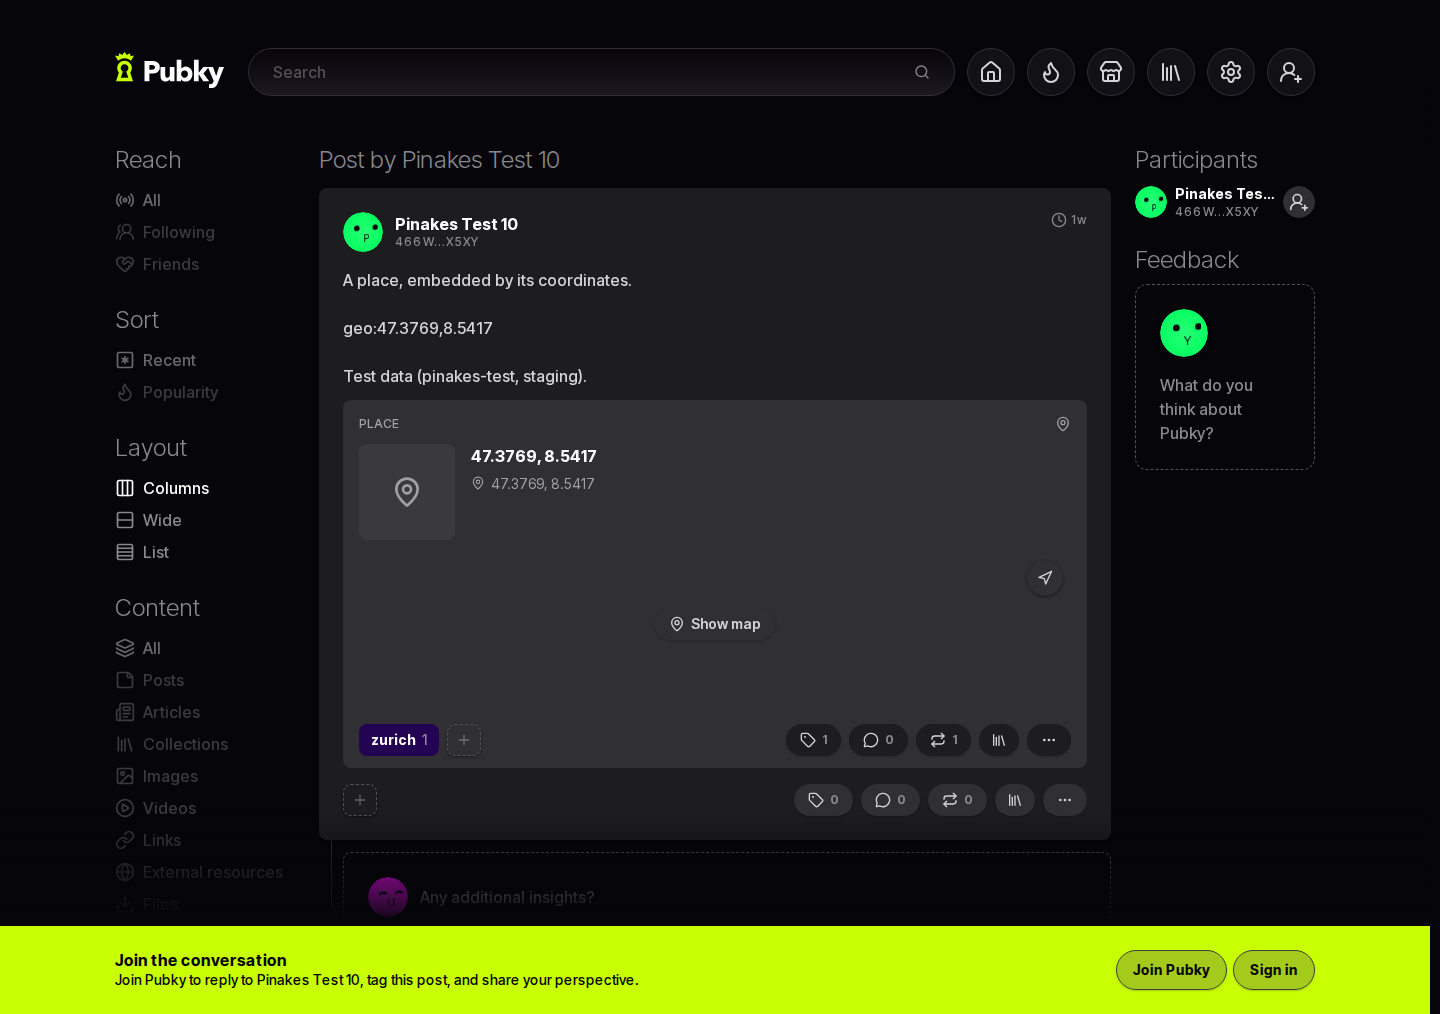 Pubky
Search
Reach
All
Following
Friends
Sort
Recent
Popularity
Layout
Columns
Wide
List
Content
All
Posts
Articles
Collections
Images
Videos
Links
External resources
Files
Post by Pinakes Test 10
Pinakes Test 10
466W...X5XY
1w
A place, embedded by its coordinates.
geo:47.3769,8.5417
Test data (pinakes-test, staging).
PLACE
47.3769, 8.5417
47.3769, 8.5417
Show map
zurich 1
1
0
1
0
0
0
Any additional insights?
Participants
Pinakes Tes...
466W...X5XY
Feedback
What do you
think about
Pubky?
Join the conversation
Join Pubky to reply to Pinakes Test 10, tag this post, and share your perspective.
Join Pubky
Sign in